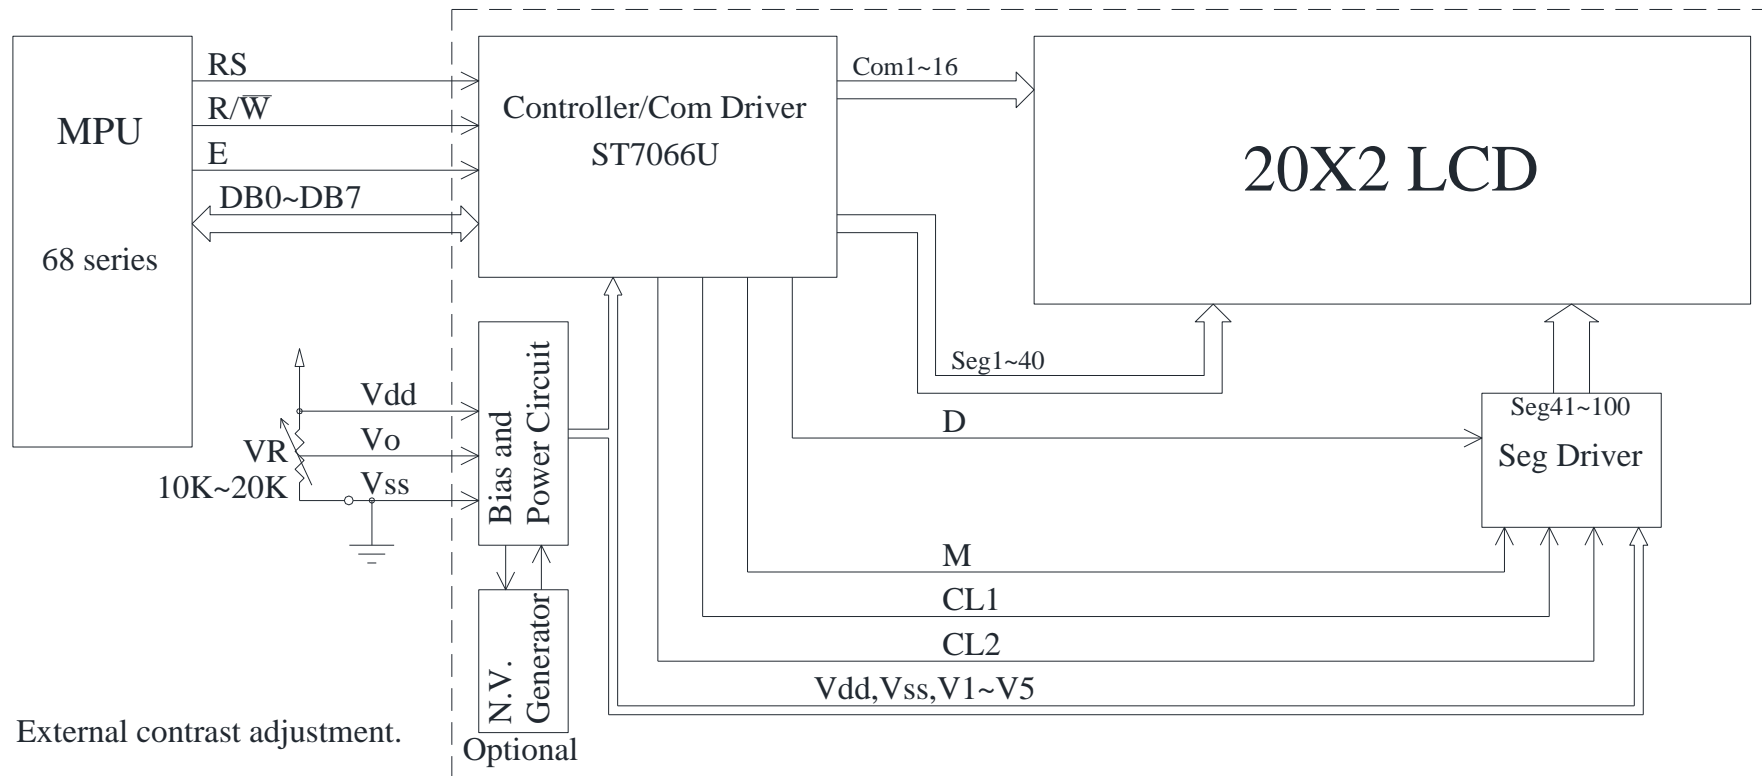 MPU
68 series
RS
R/W̅
E
DB0~DB7
Controller/Com Driver
ST7066U
Com1~16
20X2 LCD
Seg1~40
Seg41~100
Seg Driver
Vdd
Vo
Vss
VR
10K~20K
Bias and
Power Circuit
D
M
CL1
CL2
Vdd,Vss,V1~V5
N.V.
Generator
Optional
External contrast adjustment.